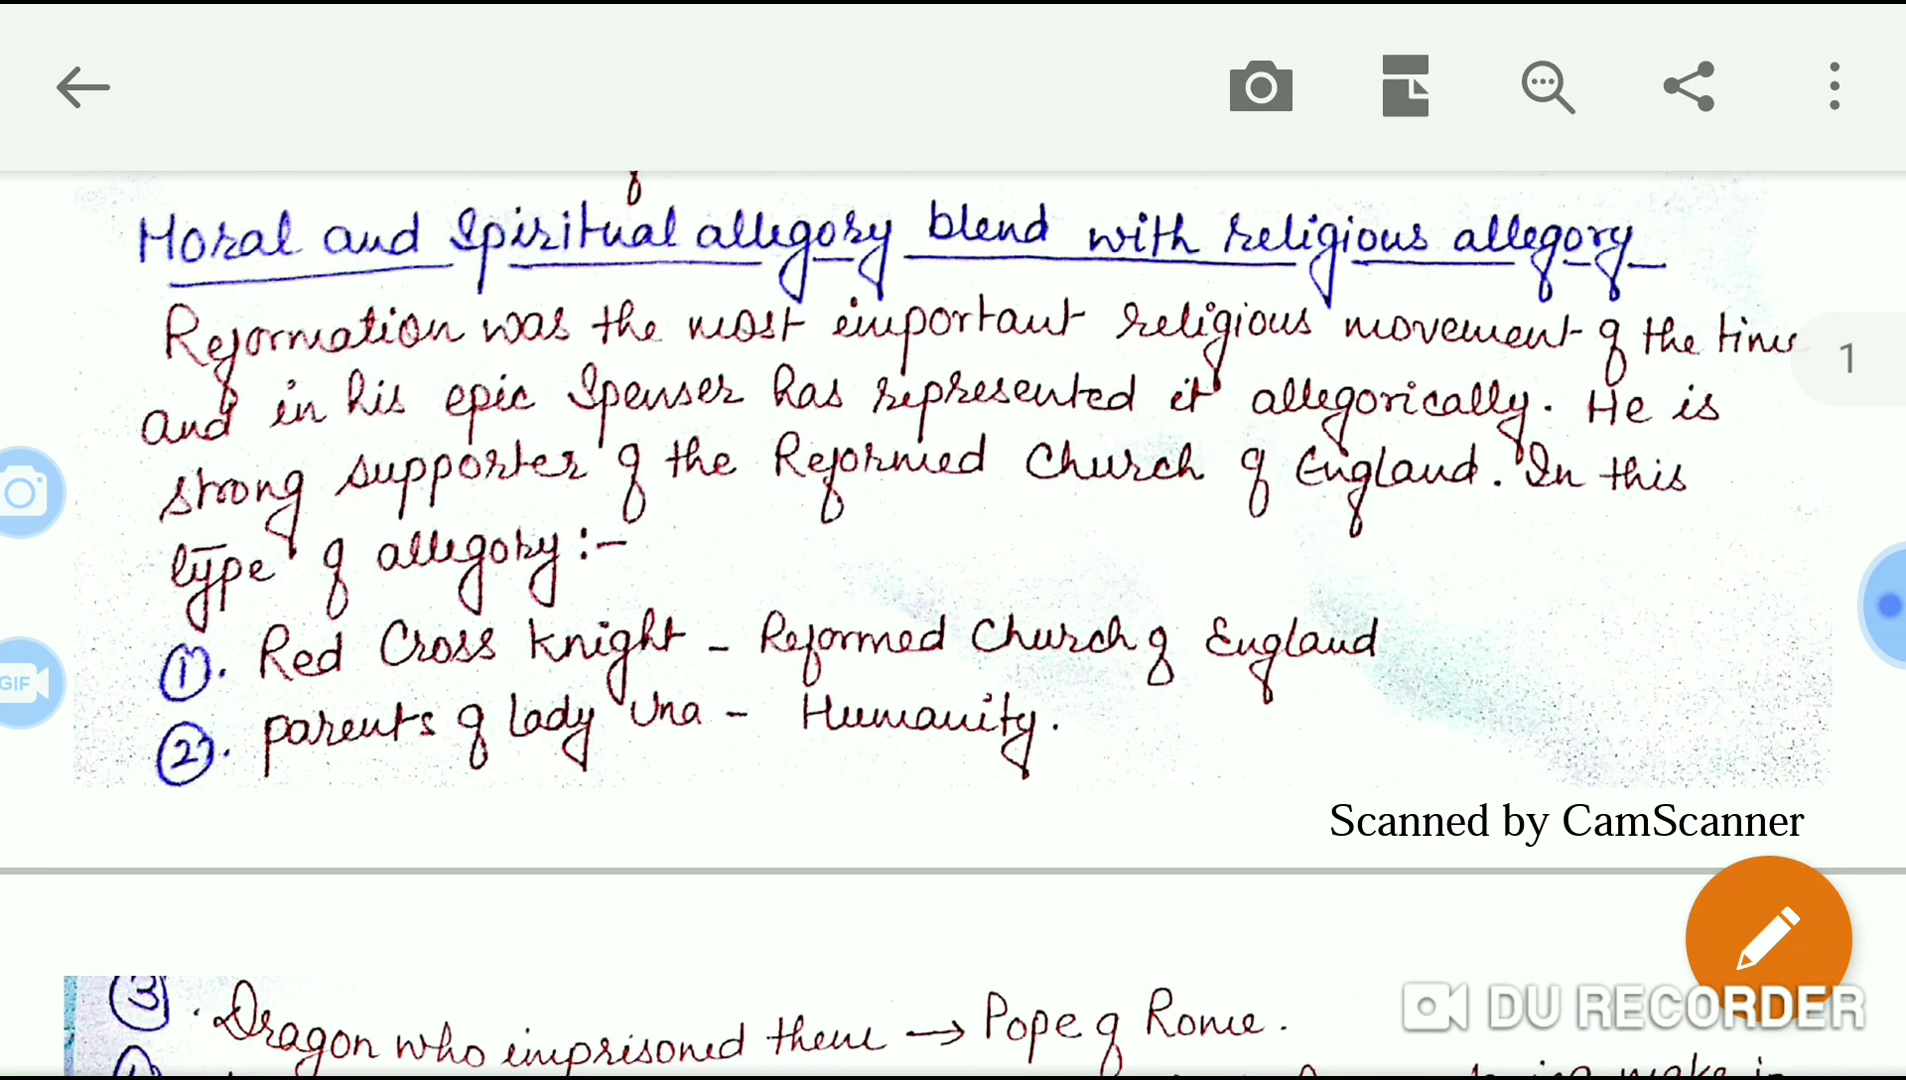 1
Moral and Spiritual allegory blend with religious allegory
Reformation was the most important religious movement of the time
and in his epic Spenser has represented it allegorically. He is
strong supporter of the Reformed Church of England. In this
type of allegory:-
①. Red Cross Knight - Reformed Church of England
②. parents of lady Una - Humanity.
Scanned by CamScanner
③. Dragon who imprisoned them → Pope of Rome.
GIF
DU RECORDER